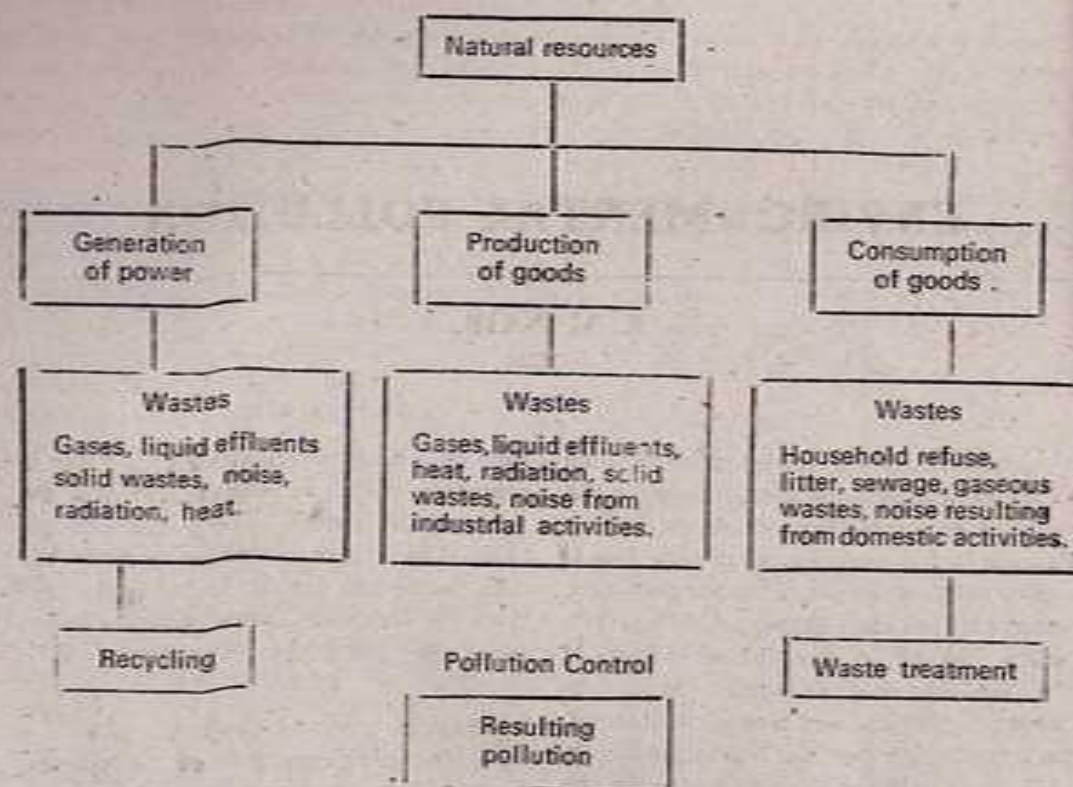 Natural resources
Generation
of power
Production
of goods
Consumption
of goods .
Wastes
Gases, liquid effluents
solid wastes, noise,
radiation, heat.
Wastes
Gases, liquid effluents,
heat, radiation, solid
wastes, noise from
industrial activities.
Wastes
Household refuse,
litter, sewage, gaseous
wastes, noise resulting
from domestic activities.
Recycling
Pollution Control
Waste treatment
Resulting
pollution